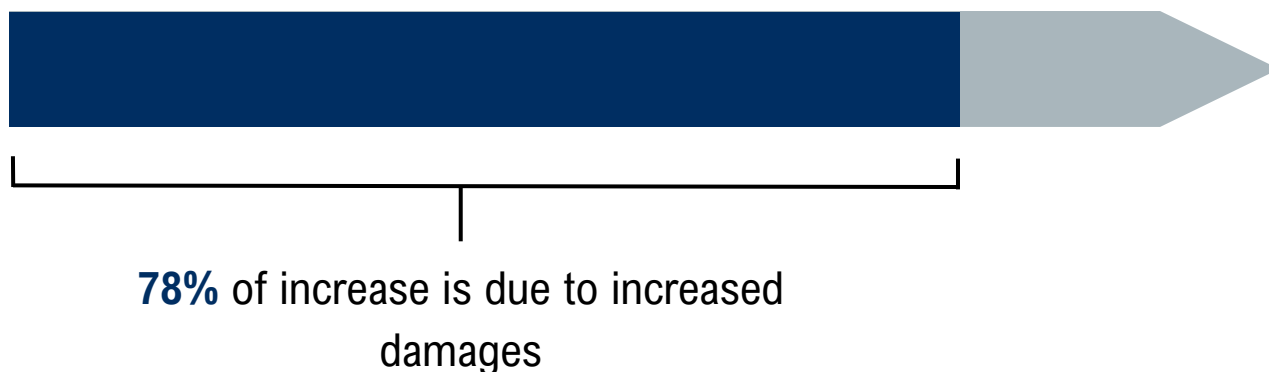 78% of increase is due to increased
damages